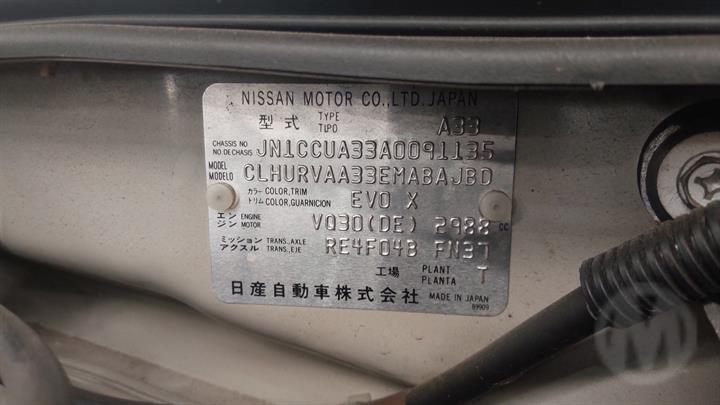 NISSAN MOTOR CO.,LTD. JAPAN
型式 TYPE TIPO A33
CHASSIS NO NO.DE CHASIS JN1CCUA33A0091135
MODEL MODELO CLHURVAA33EMABAJBD
カラー トリム COLOR,TRIM COLOR,GUARNICION EV0 X
エンジン ENGINE MOTOR VQ30(DE) 2988 cc
ミッション アクスル TRANS.AXLE TRANS.EJE RE4F04B FN37
工場 PLANT PLANTA T
日産自動車株式会社 MADE IN JAPAN
89909
M